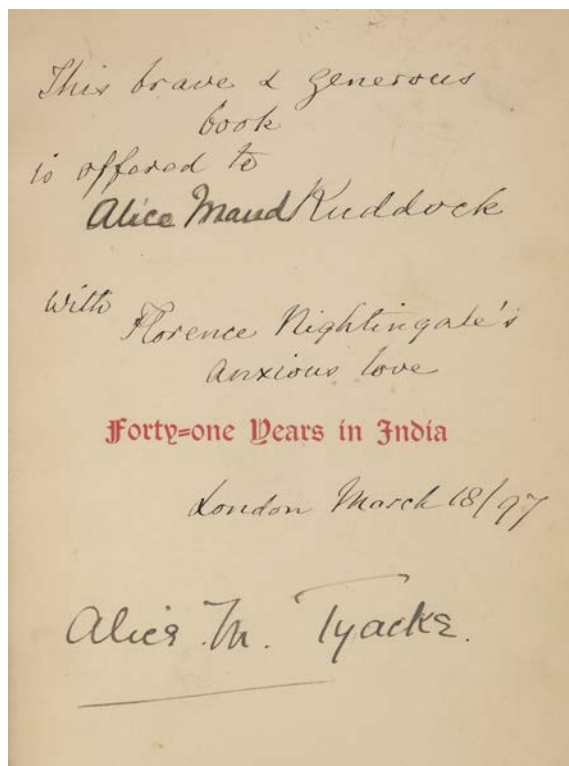 This brave & generous
book
is offered to
Alice Maud Ruddock
With
Florence Nightingale's
anxious love
Forty=one Years in India
London March 18/97
Alice M. Tyacke.